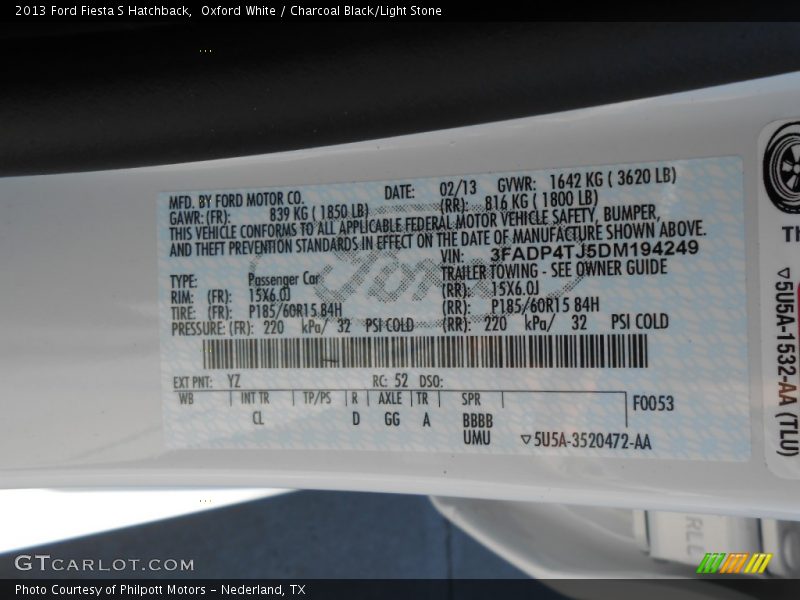 2013 Ford Fiesta S Hatchback,  Oxford White / Charcoal Black/Light Stone
MFD. BY FORD MOTOR CO. DATE: 02/13 GVWR: 1642 KG ( 3620 LB)
GAWR: (FR): 839 KG ( 1850 LB) (RR): 816 KG ( 1800 LB)
THIS VEHICLE CONFORMS TO ALL APPLICABLE FEDERAL MOTOR VEHICLE SAFETY, BUMPER,
AND THEFT PREVENTION STANDARDS IN EFFECT ON THE DATE OF MANUFACTURE SHOWN ABOVE.
VIN: 3FADP4TJ5DM194249
TYPE: Passenger Car TRAILER TOWING - SEE OWNER GUIDE
RIM: (FR): 15X6.0J (RR): 15X6.0J
TIRE: (FR): P185/60R15 84H (RR): P185/60R15 84H
PRESSURE: (FR): 220 kPa/ 32 PSI COLD (RR): 220 kPa/ 32 PSI COLD
EXT PNT: YZ RC: 52 DSO:
WB INT TR TP/PS R AXLE TR SPR F0053
CL D GG A BBBB
UMU ▽5U5A-3520472-AA
Ford
▽5U5A-1532-AA (TLU)
GTCARLOT.COM
Photo Courtesy of Philpott Motors - Nederland, TX